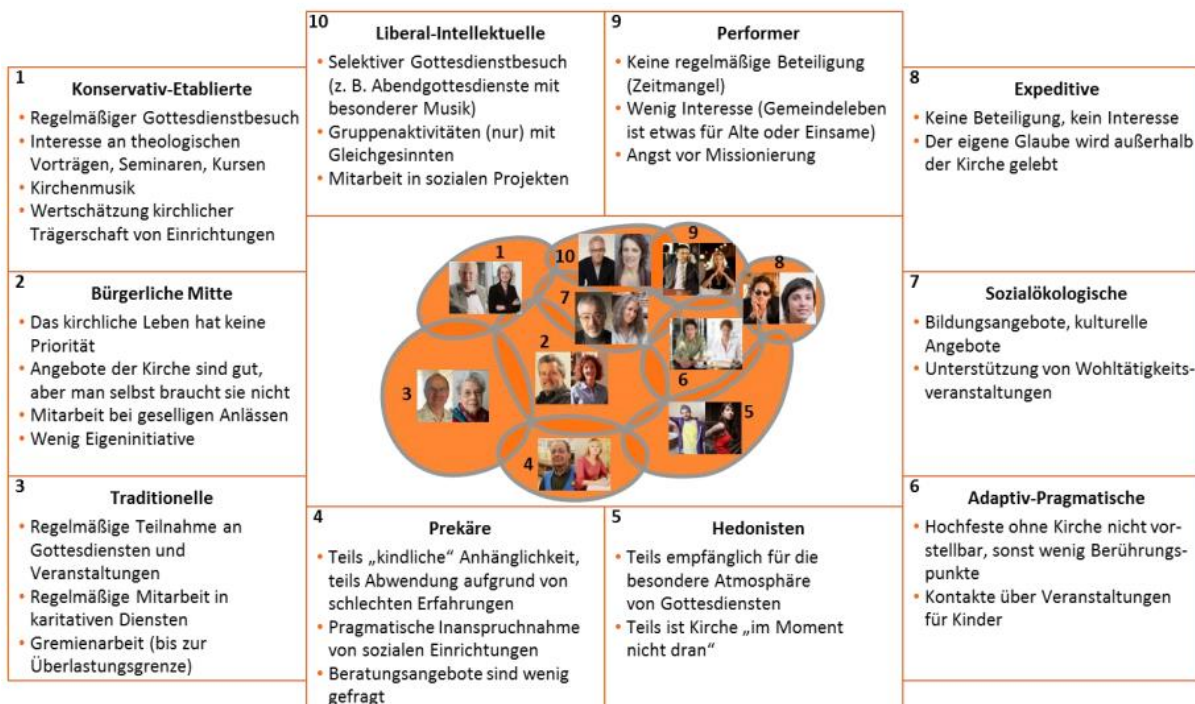 10
Liberal-Intellektuelle
• Selektiver Gottesdienstbesuch
(z. B. Abendgottesdienste mit
besonderer Musik)
• Gruppenaktivitäten (nur) mit
Gleichgesinnten
• Mitarbeit in sozialen Projekten
9
Performer
• Keine regelmäßige Beteiligung
(Zeitmangel)
• Wenig Interesse (Gemeindeleben
ist etwas für Alte oder Einsame)
• Angst vor Missionierung
1
Konservativ-Etablierte
• Regelmäßiger Gottesdienstbesuch
• Interesse an theologischen
Vorträgen, Seminaren, Kursen
• Kirchenmusik
• Wertschätzung kirchlicher
Trägerschaft von Einrichtungen
8
Expeditive
• Keine Beteiligung, kein Interesse
• Der eigene Glaube wird außerhalb
der Kirche gelebt
2
Bürgerliche Mitte
• Das kirchliche Leben hat keine
Priorität
• Angebote der Kirche sind gut,
aber man selbst braucht sie nicht
• Mitarbeit bei geselligen Anlässen
• Wenig Eigeninitiative
1
10
9
8
7
2
3
6
5
4
7
Sozialökologische
• Bildungsangebote, kulturelle
Angebote
• Unterstützung von Wohltätigkeits-
veranstaltungen
3
Traditionelle
• Regelmäßige Teilnahme an
Gottesdiensten und
Veranstaltungen
• Regelmäßige Mitarbeit in
karitativen Diensten
• Gremienarbeit (bis zur
Überlastungsgrenze)
4
Prekäre
• Teils „kindliche“ Anhänglichkeit,
teils Abwendung aufgrund von
schlechten Erfahrungen
• Pragmatische Inanspruchnahme
von sozialen Einrichtungen
• Beratungsangebote sind wenig
gefragt
5
Hedonisten
• Teils empfänglich für die
besondere Atmosphäre
von Gottesdiensten
• Teils ist Kirche „im Moment
nicht dran“
6
Adaptiv-Pragmatische
• Hochfeste ohne Kirche nicht vor-
stellbar, sonst wenig Berührungs-
punkte
• Kontakte über Veranstaltungen
für Kinder